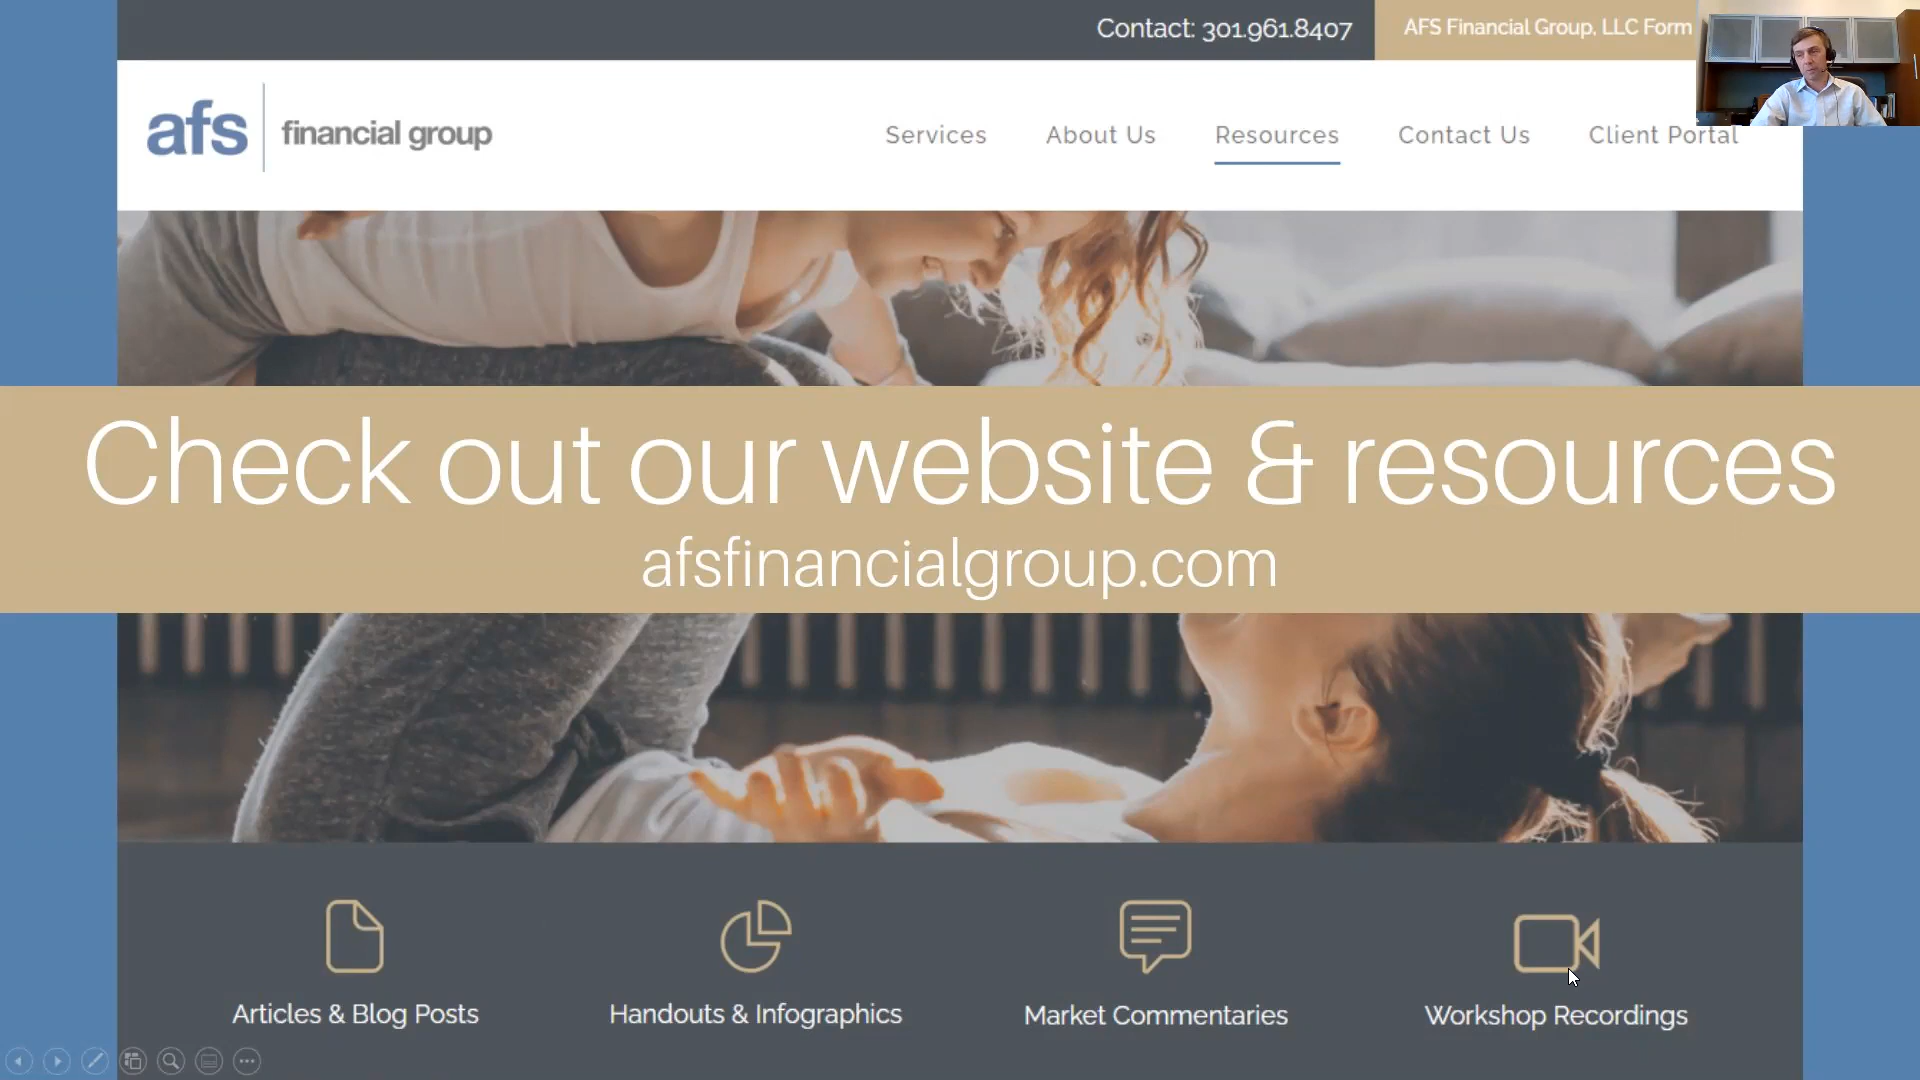 Contact: 301.961.8407
AFS Financial Group, LLC Form
afs financial group
Services About Us Resources Contact Us Client Portal
Check out our website & resources
afsfinancialgroup.com
Articles & Blog Posts
Handouts & Infographics
Market Commentaries
Workshop Recordings